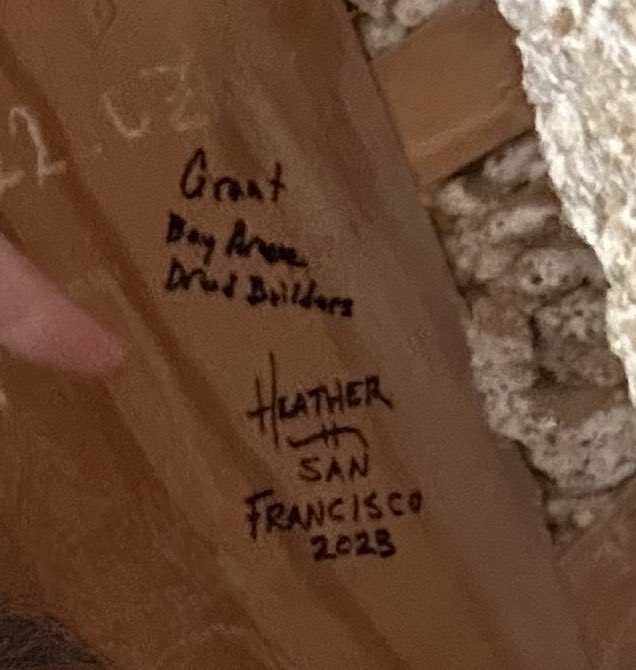 Grant
Bay Area
Drud Builders
HEATHER
SAN
FRANCISCO
2023